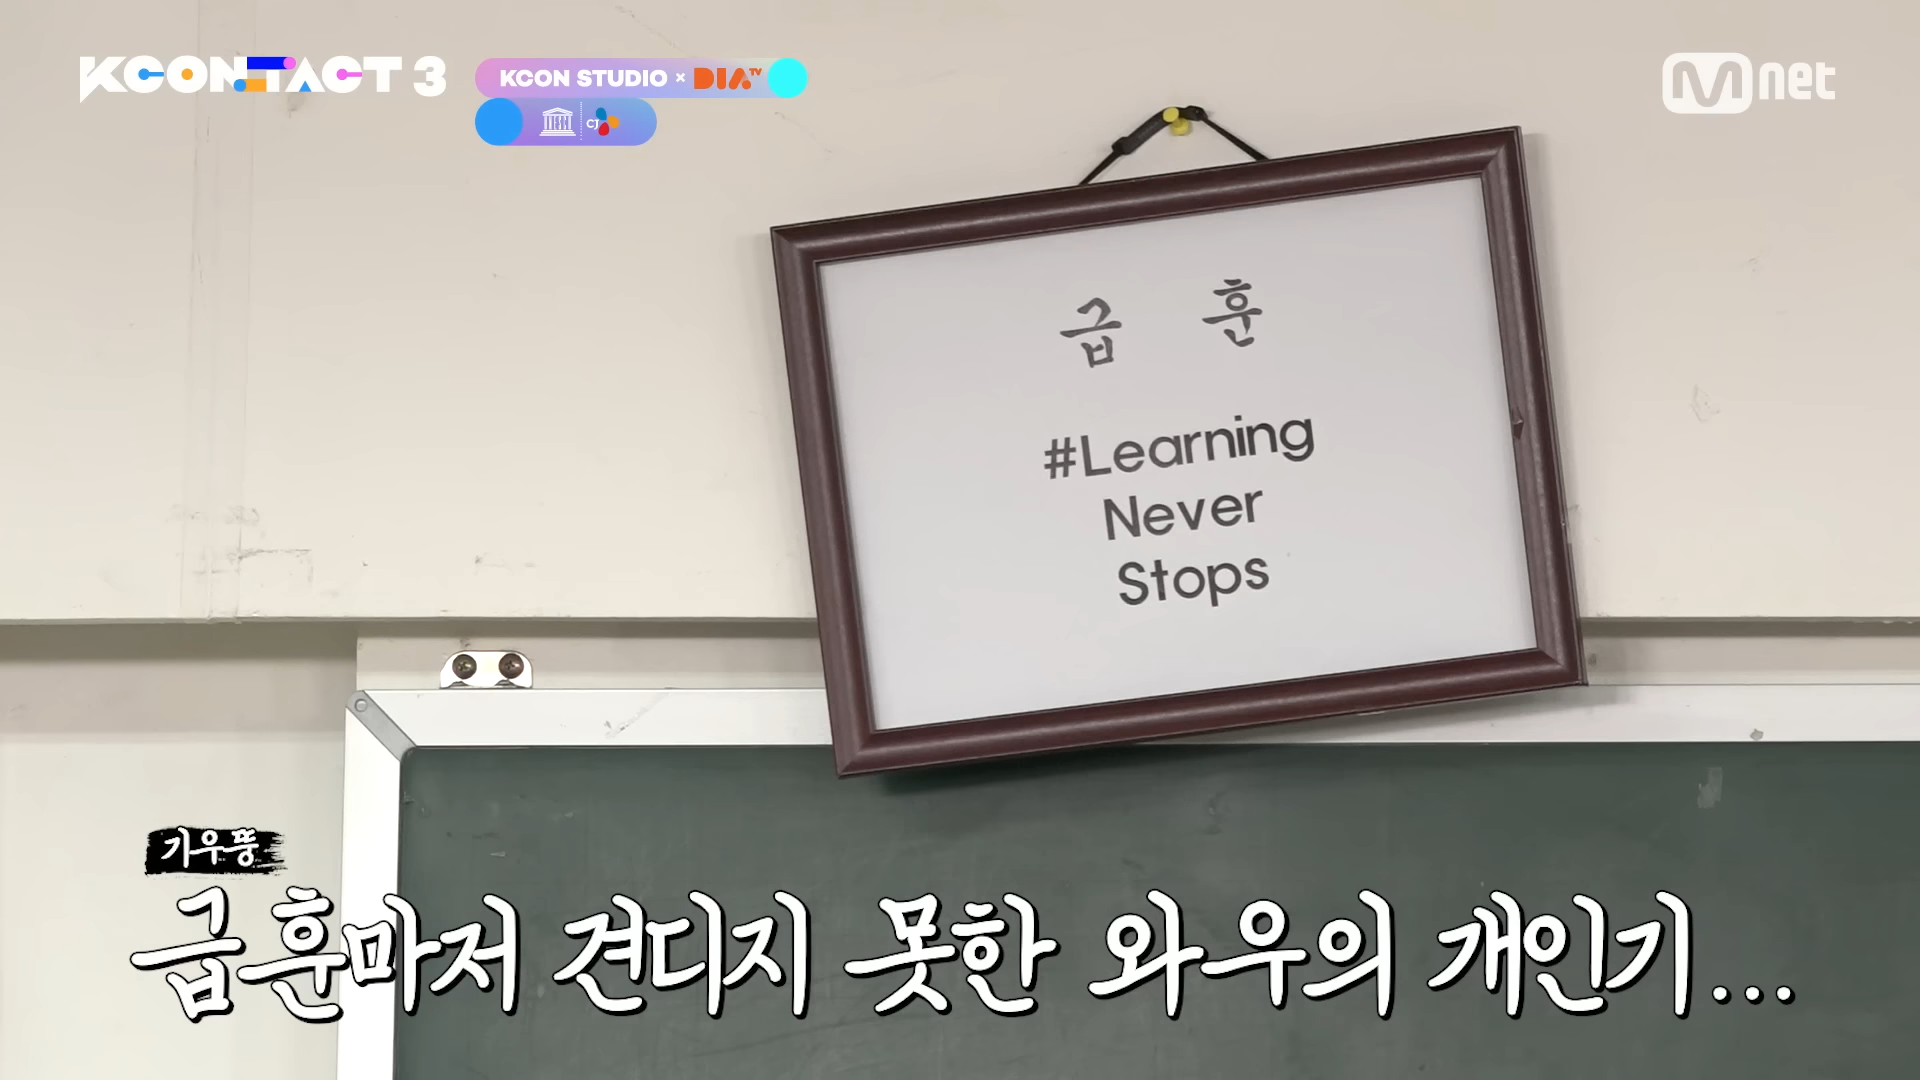 KCONTACT 3
KCON STUDIO × DIA TV
CJ
Mnet
급 훈
#Learning
Never
Stops
기우뚱
급훈마저 견디지 못한 와우의 개인기...